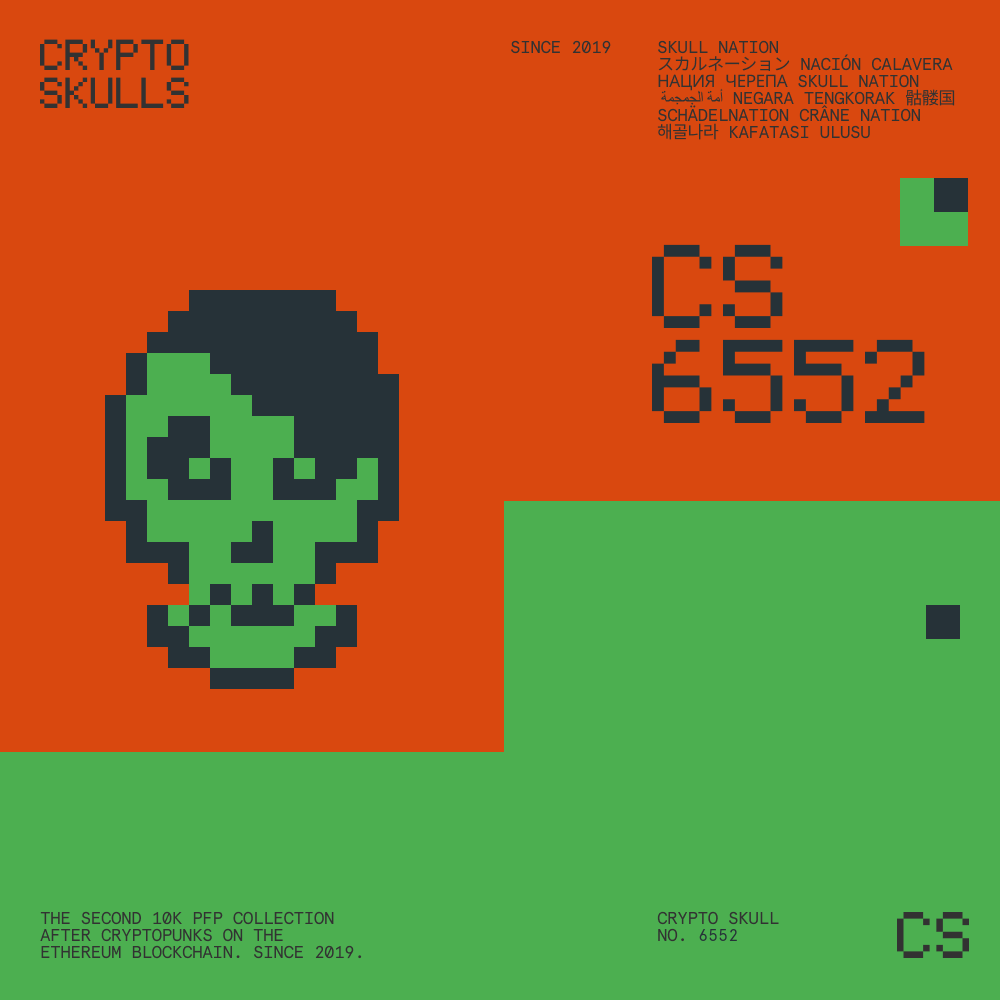 CRYPTO
SKULLS
SINCE 2019
SKULL NATION
スカルネーション NACIÓN CALAVERA
НАЦИЯ ЧЕРЕПА SKULL NATION
أمة الجمجمة NEGARA TENGKORAK 骷髅国
SCHÄDELNATION CRÂNE NATION
해골나라 KAFATASI ULUSU
CS
6552
THE SECOND 10K PFP COLLECTION
AFTER CRYPTOPUNKS ON THE
ETHEREUM BLOCKCHAIN. SINCE 2019.
CRYPTO SKULL
NO. 6552
CS